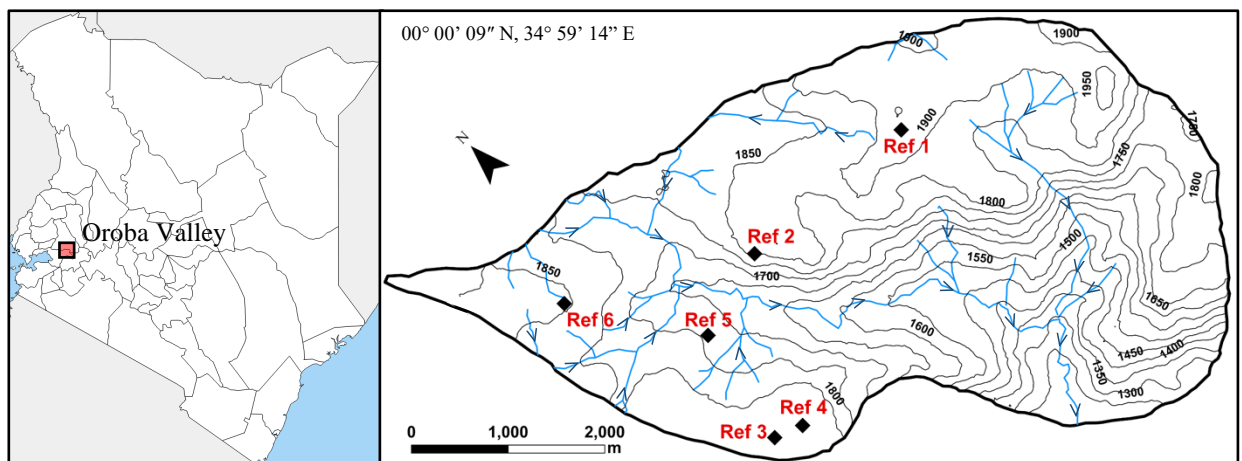 00° 00′ 09″ N, 34° 59′ 14” E
Oroba Valley
N
1900
1900
1950
1780
1900
Ref 1
1850
1750
1800
1800
Ref 2
1700
1500
1550
1850
Ref 6
Ref 5
1600
1650
1450
1400
1350
1300
1800
Ref 4
Ref 3
0 1,000 2,000
m